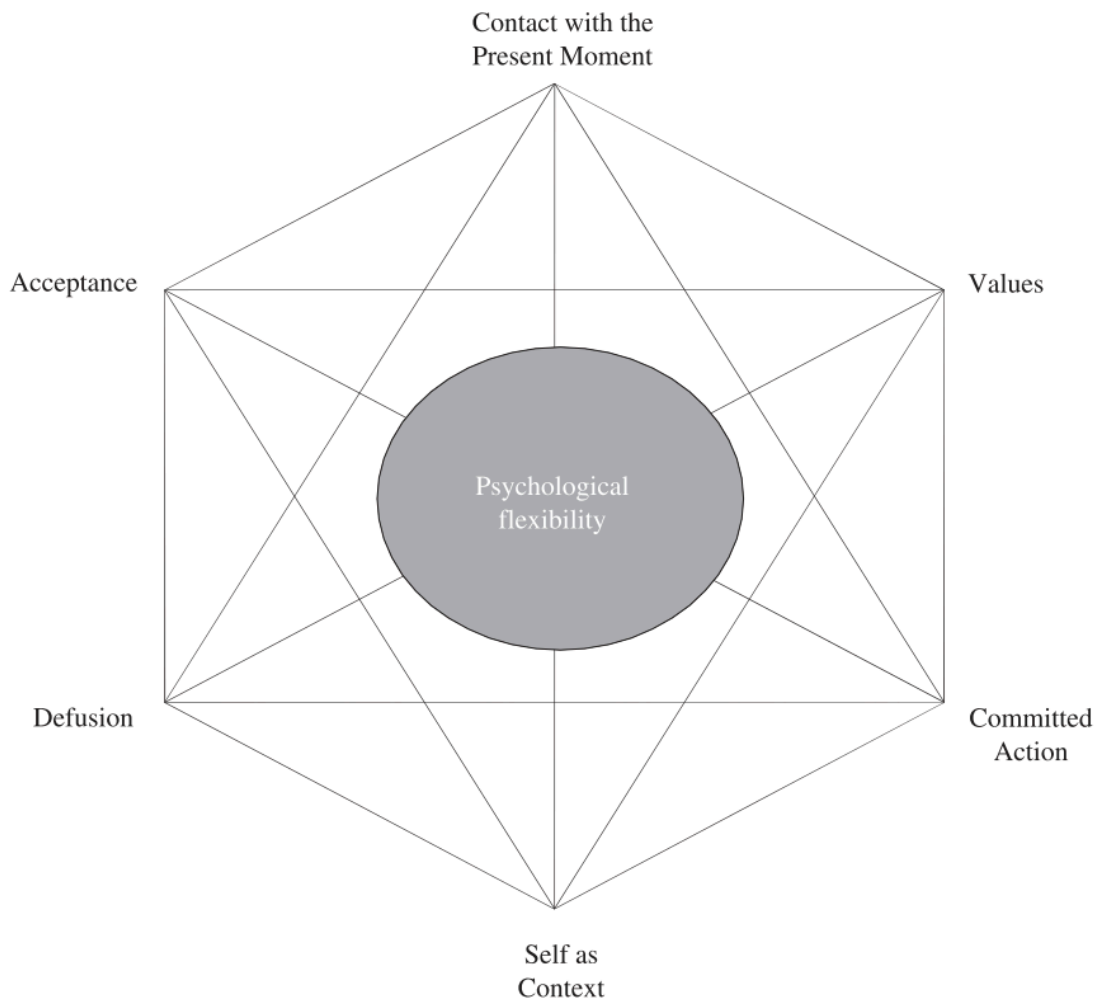 Contact with the
Present Moment
Acceptance
Values
Psychological
flexibility
Defusion
Committed
Action
Self as
Context